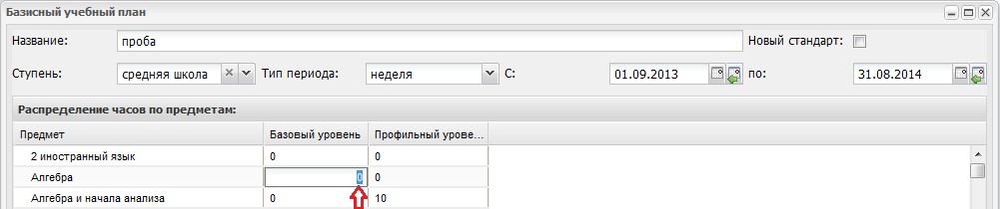 Базисный учебный план
Название: проба Новый стандарт:
Ступень: средняя школа Тип периода: неделя С: 01.09.2013 по: 31.08.2014
Распределение часов по предметам:
Предмет Базовый уровень Профильный урове...
2 иностранный язык 0 0
Алгебра 0 0
Алгебра и начала анализа 0 10